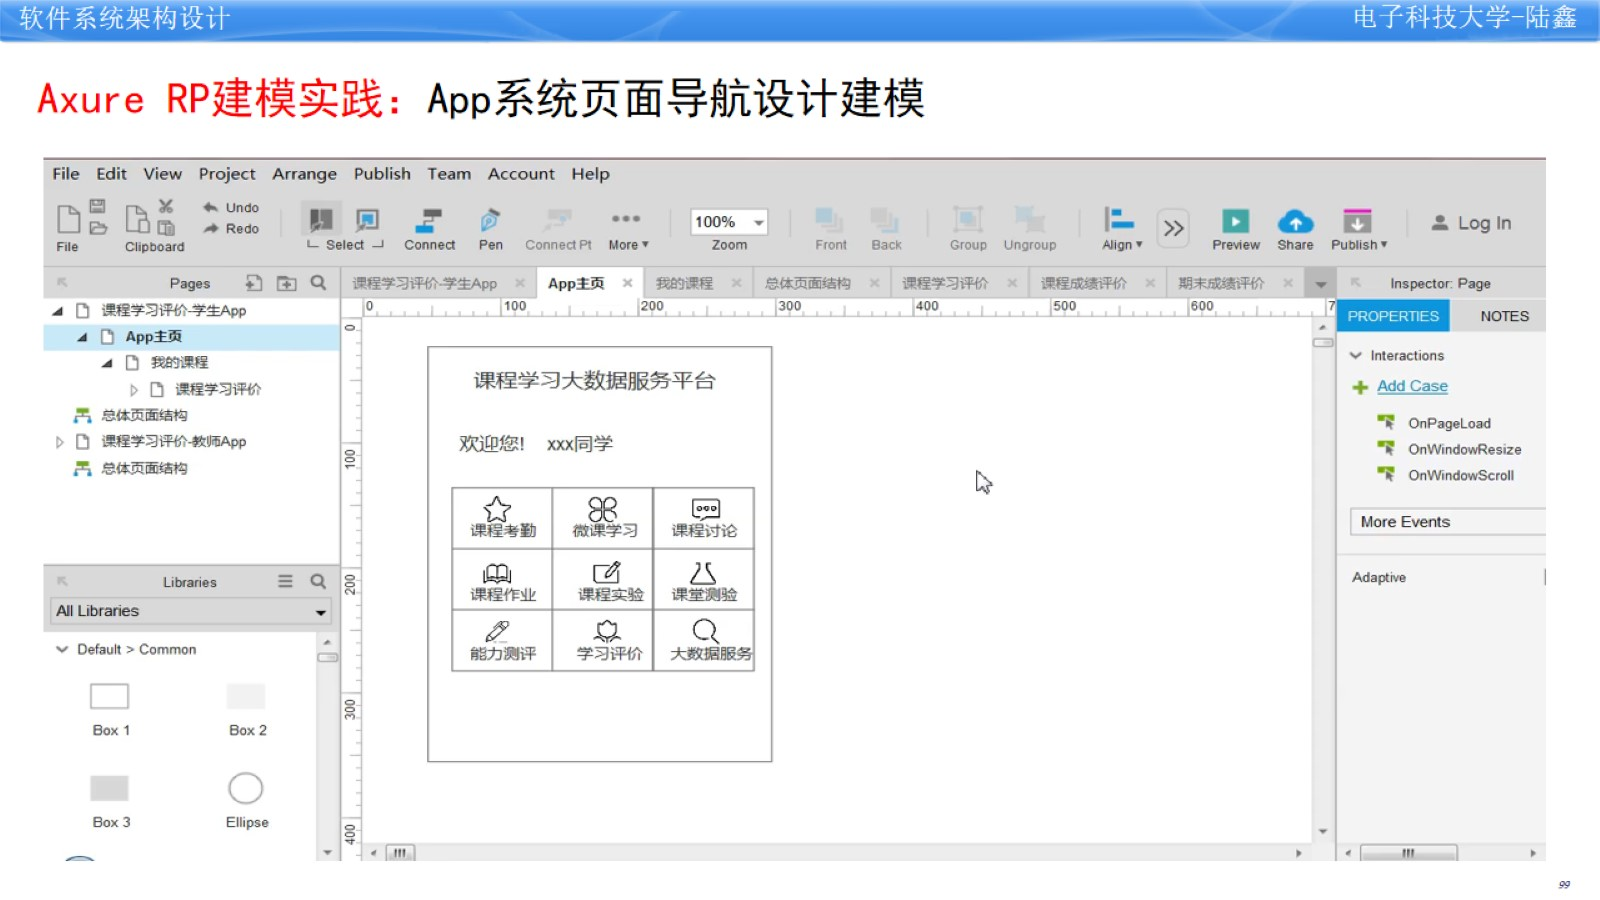 软件系统架构设计
电子科技大学-陆鑫
Axure RP建模实践：App系统页面导航设计建模
File Edit View Project Arrange Publish Team Account Help
Undo
Redo
File Clipboard Select Connect Pen Connect Pt More 100% Zoom Front Back Group Ungroup Align Preview Share Publish Log In
Pages
课程学习评价-学生App App主页 我的课程 总体页面结构 课程学习评价 课程成绩评价 期末成绩评价
Inspector: Page
0 100 200 300 400 500 600 7
0
100
200
300
400
课程学习评价-学生App
App主页
我的课程
课程学习评价
总体页面结构
课程学习评价-教师App
总体页面结构
Libraries
All Libraries
Default > Common
Box 1 Box 2
Box 3 Ellipse
课程学习大数据服务平台
欢迎您! xxx同学
课程考勤 微课学习 课程讨论
课程作业 课程实验 课堂测验
能力测评 学习评价 大数据服务
PROPERTIES NOTES
Interactions
Add Case
OnPageLoad
OnWindowResize
OnWindowScroll
More Events
Adaptive
99